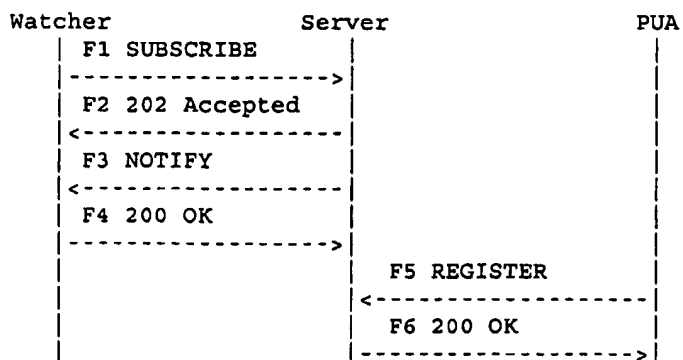 Watcher Server PUA
F1 SUBSCRIBE
F2 202 Accepted
F3 NOTIFY
F4 200 OK
F5 REGISTER
F6 200 OK